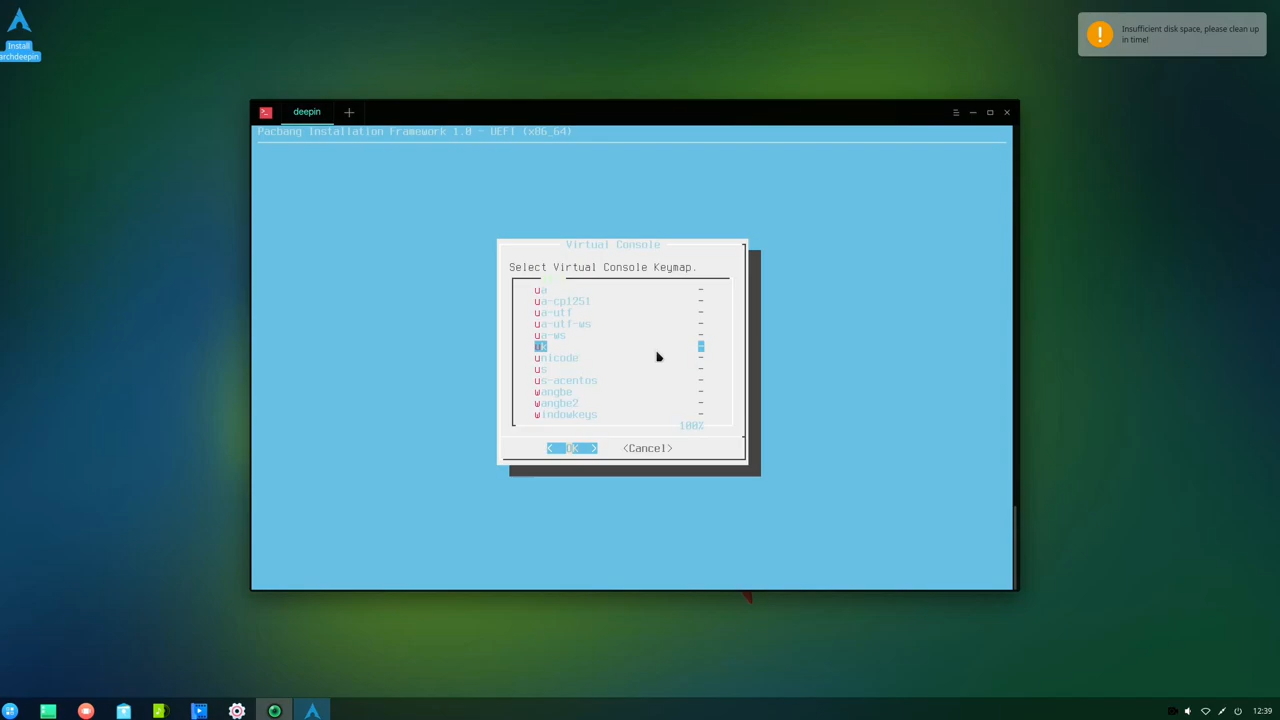 Install
archdeepin
Insufficient disk space, please clean up
in time!
deepin
Pacbang Installation Framework 1.0 - UEFI (x86_64)
Virtual Console
Select Virtual Console Keymap.
ua -
ua-cp1251 -
ua-utf -
ua-utf-ws -
ua-ws -
uk -
unicode -
us -
us-acentos -
wangbe -
wangbe2 -
windowkeys -
100%
< OK > <Cancel>
12:39